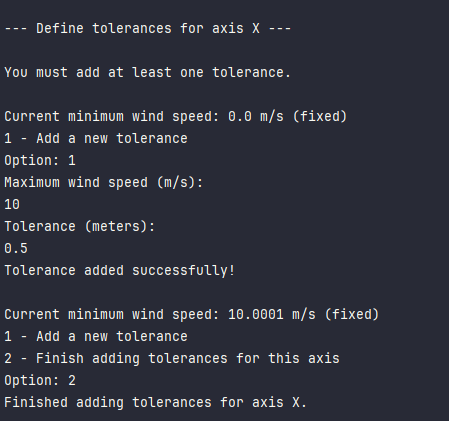 --- Define tolerances for axis X ---
You must add at least one tolerance.
Current minimum wind speed: 0.0 m/s (fixed)
1 - Add a new tolerance
Option: 1
Maximum wind speed (m/s):
10
Tolerance (meters):
0.5
Tolerance added successfully!
Current minimum wind speed: 10.0001 m/s (fixed)
1 - Add a new tolerance
2 - Finish adding tolerances for this axis
Option: 2
Finished adding tolerances for axis X.